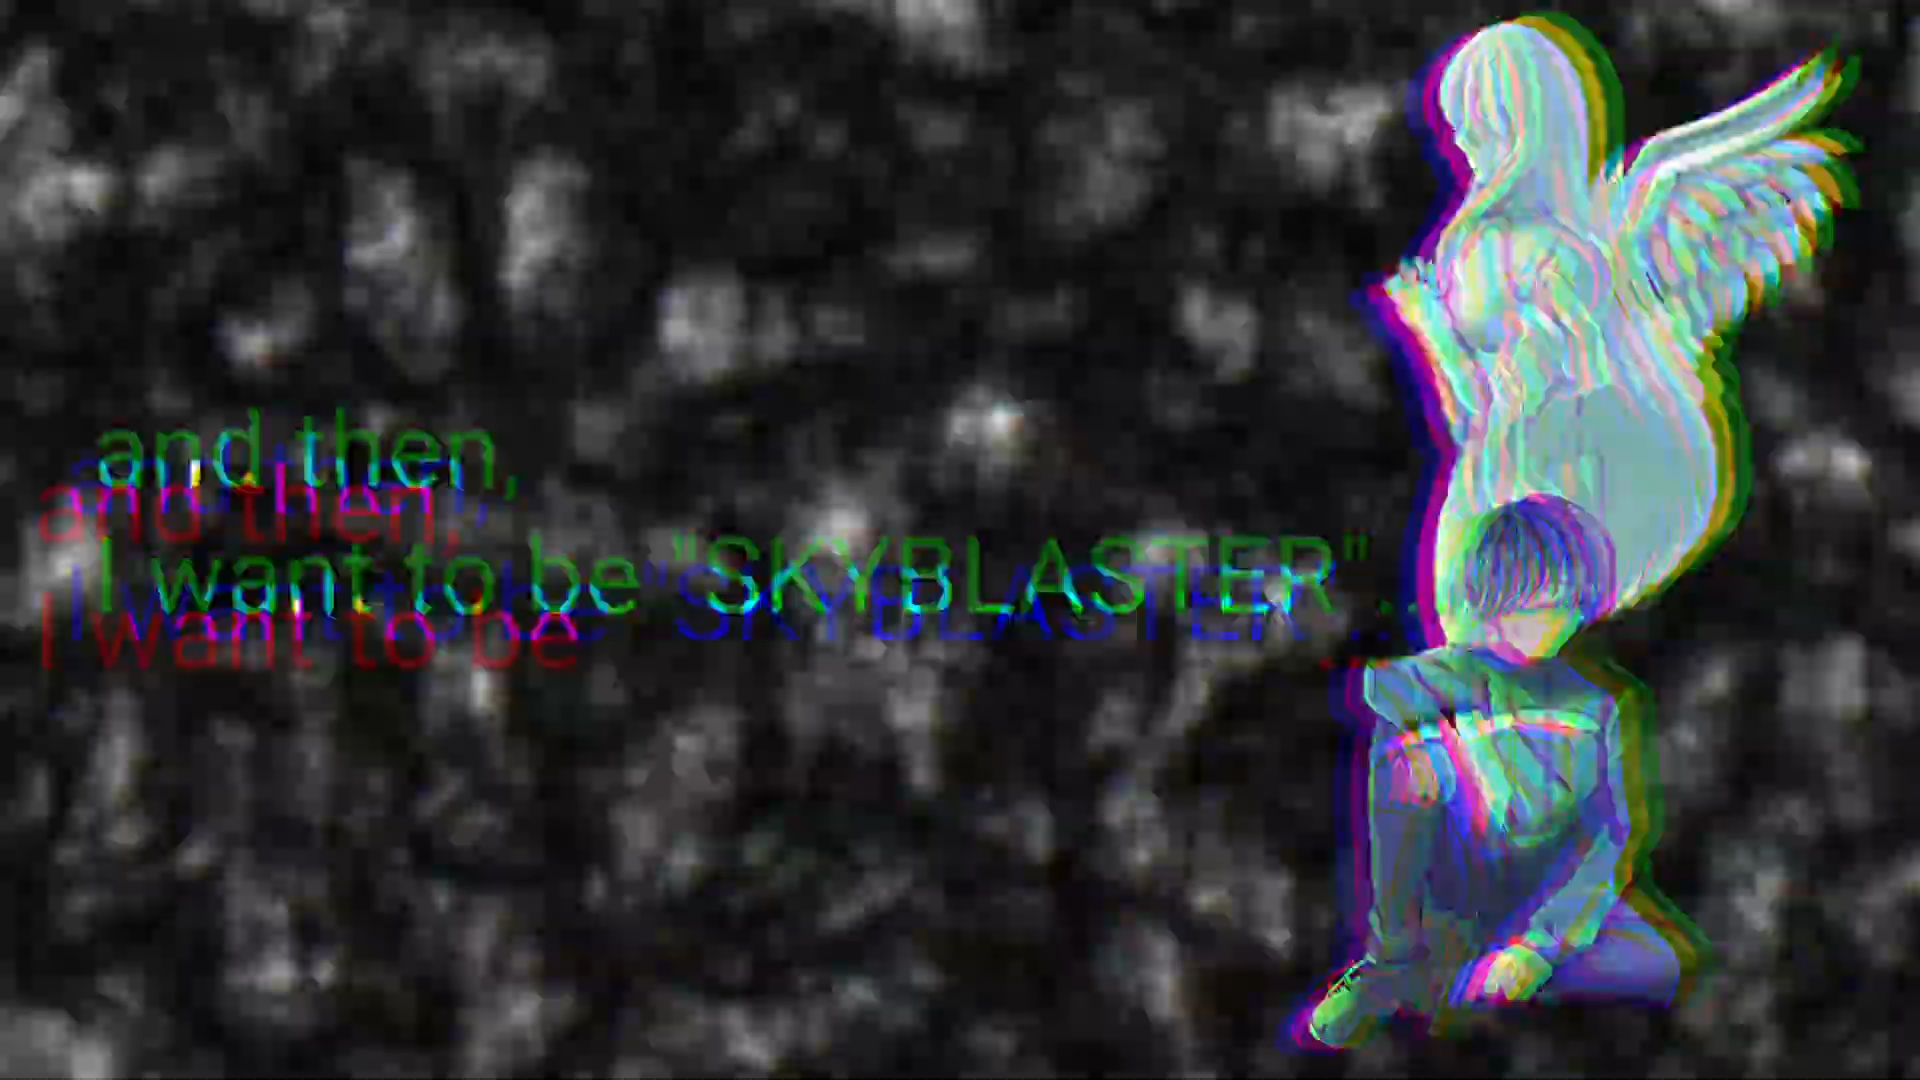 and then,
I want to be "SKYBLASTER"...